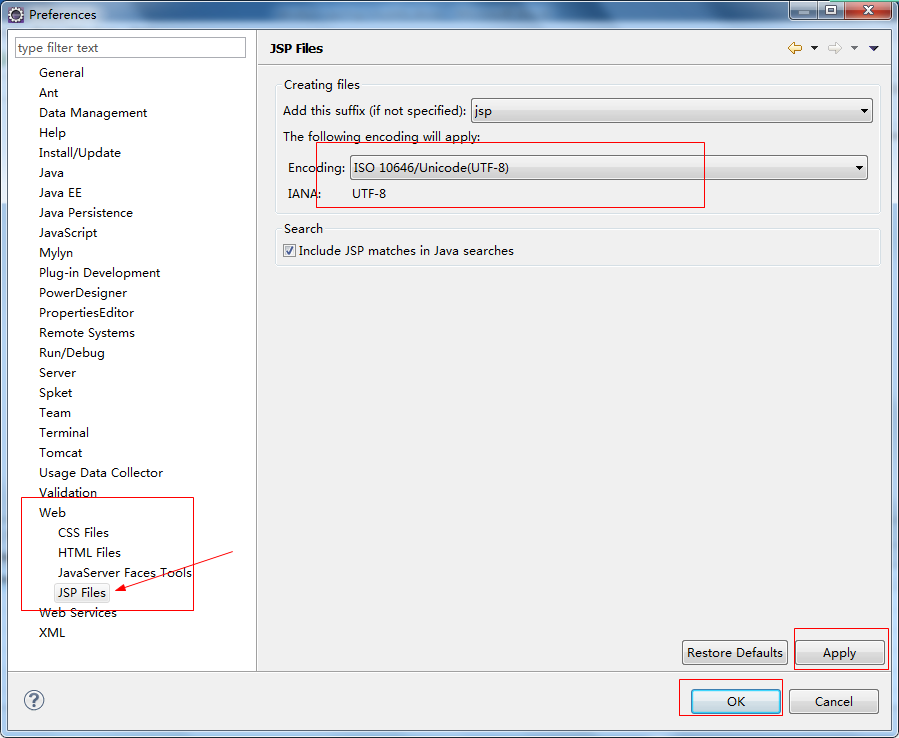 Preferences
type filter text
General
Ant
Data Management
Help
Install/Update
Java
Java EE
Java Persistence
JavaScript
Mylyn
Plug-in Development
PowerDesigner
PropertiesEditor
Remote Systems
Run/Debug
Server
Spket
Team
Terminal
Tomcat
Usage Data Collector
Validation
Web
CSS Files
HTML Files
JavaServer Faces Tools
JSP Files
Web Services
XML
JSP Files
Creating files
Add this suffix (if not specified): jsp
The following encoding will apply:
Encoding: ISO 10646/Unicode(UTF-8)
IANA: UTF-8
Search
Include JSP matches in Java searches
Restore Defaults Apply
? OK Cancel